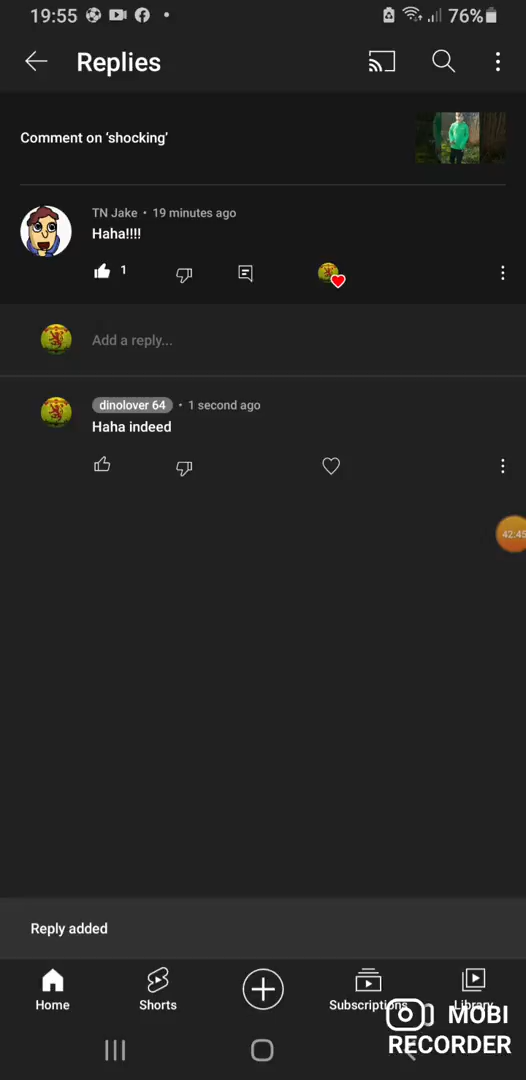 19:55 76%
Replies
Comment on ‘shocking’
TN Jake • 19 minutes ago
Haha!!!!
1
Add a reply...
dinolover 64 • 1 second ago
Haha indeed
42:45
Reply added
Home Shorts Subscriptions Library
MOBI
RECORDER